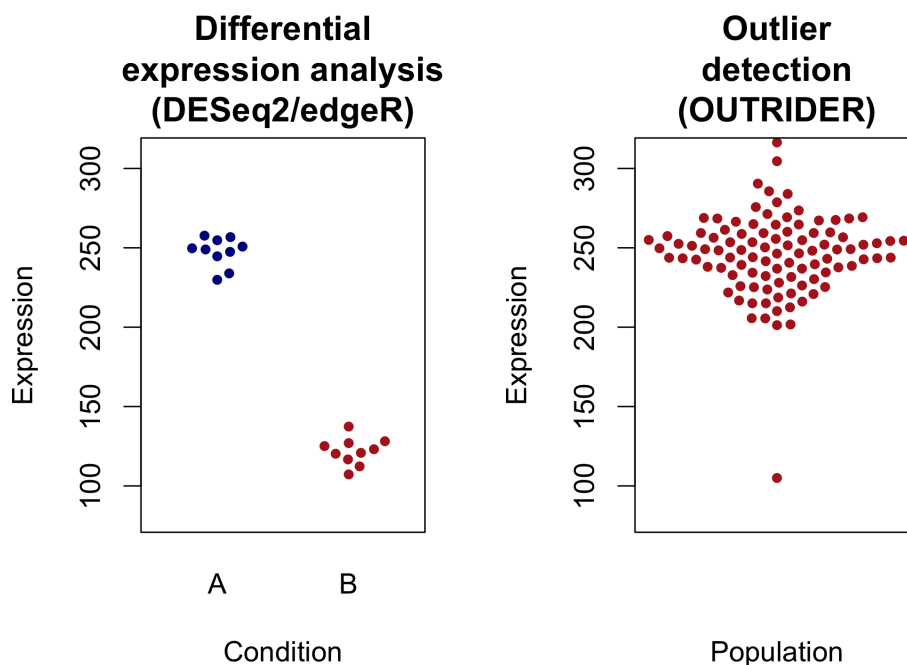 Differential
expression analysis
(DESeq2/edgeR)
Expression
300
250
200
150
100
A
B
Condition
Outlier
detection
(OUTRIDER)
Expression
300
250
200
150
100
Population